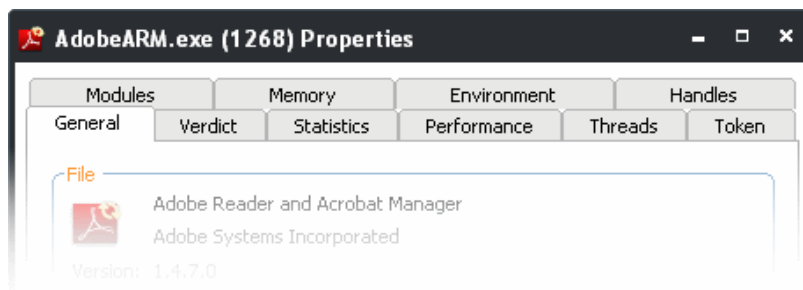 AdobeARM.exe (1268) Properties
Modules Memory Environment Handles
General Verdict Statistics Performance Threads Token
File
Adobe Reader and Acrobat Manager
Adobe Systems Incorporated
Version: 1.4.7.0